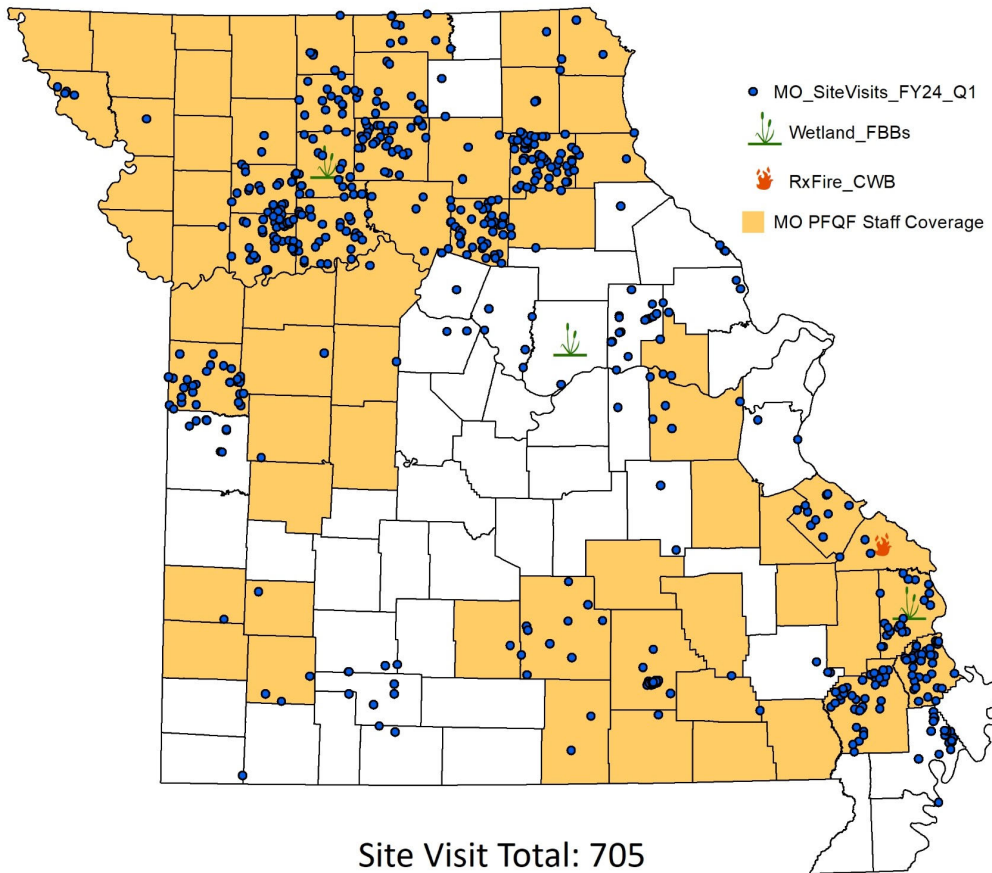 MO_SiteVisits_FY24_Q1
Wetland_FBBs
RxFire_CWB
MO PFQF Staff Coverage
Site Visit Total: 705